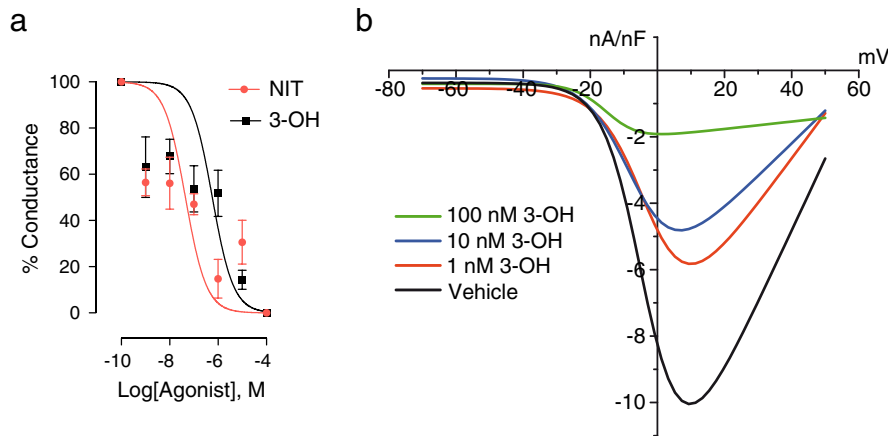 a
100
80
60
40
20
0
% Conductance
-10
-8
-6
-4
Log[Agonist], M
NIT
3-OH
b
nA/nF
mV
-80
-60
-40
-20
0
20
40
60
-2
-4
-6
-8
-10
100 nM 3-OH
10 nM 3-OH
1 nM 3-OH
Vehicle